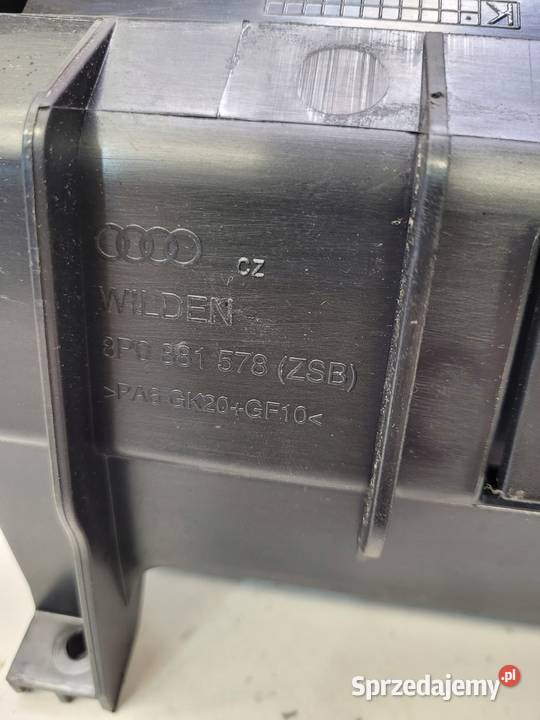 CZ
WILDEN
8P0 881 578 (ZSB)
>PA6 GK20+GF10<
Sprzedajemy.pl